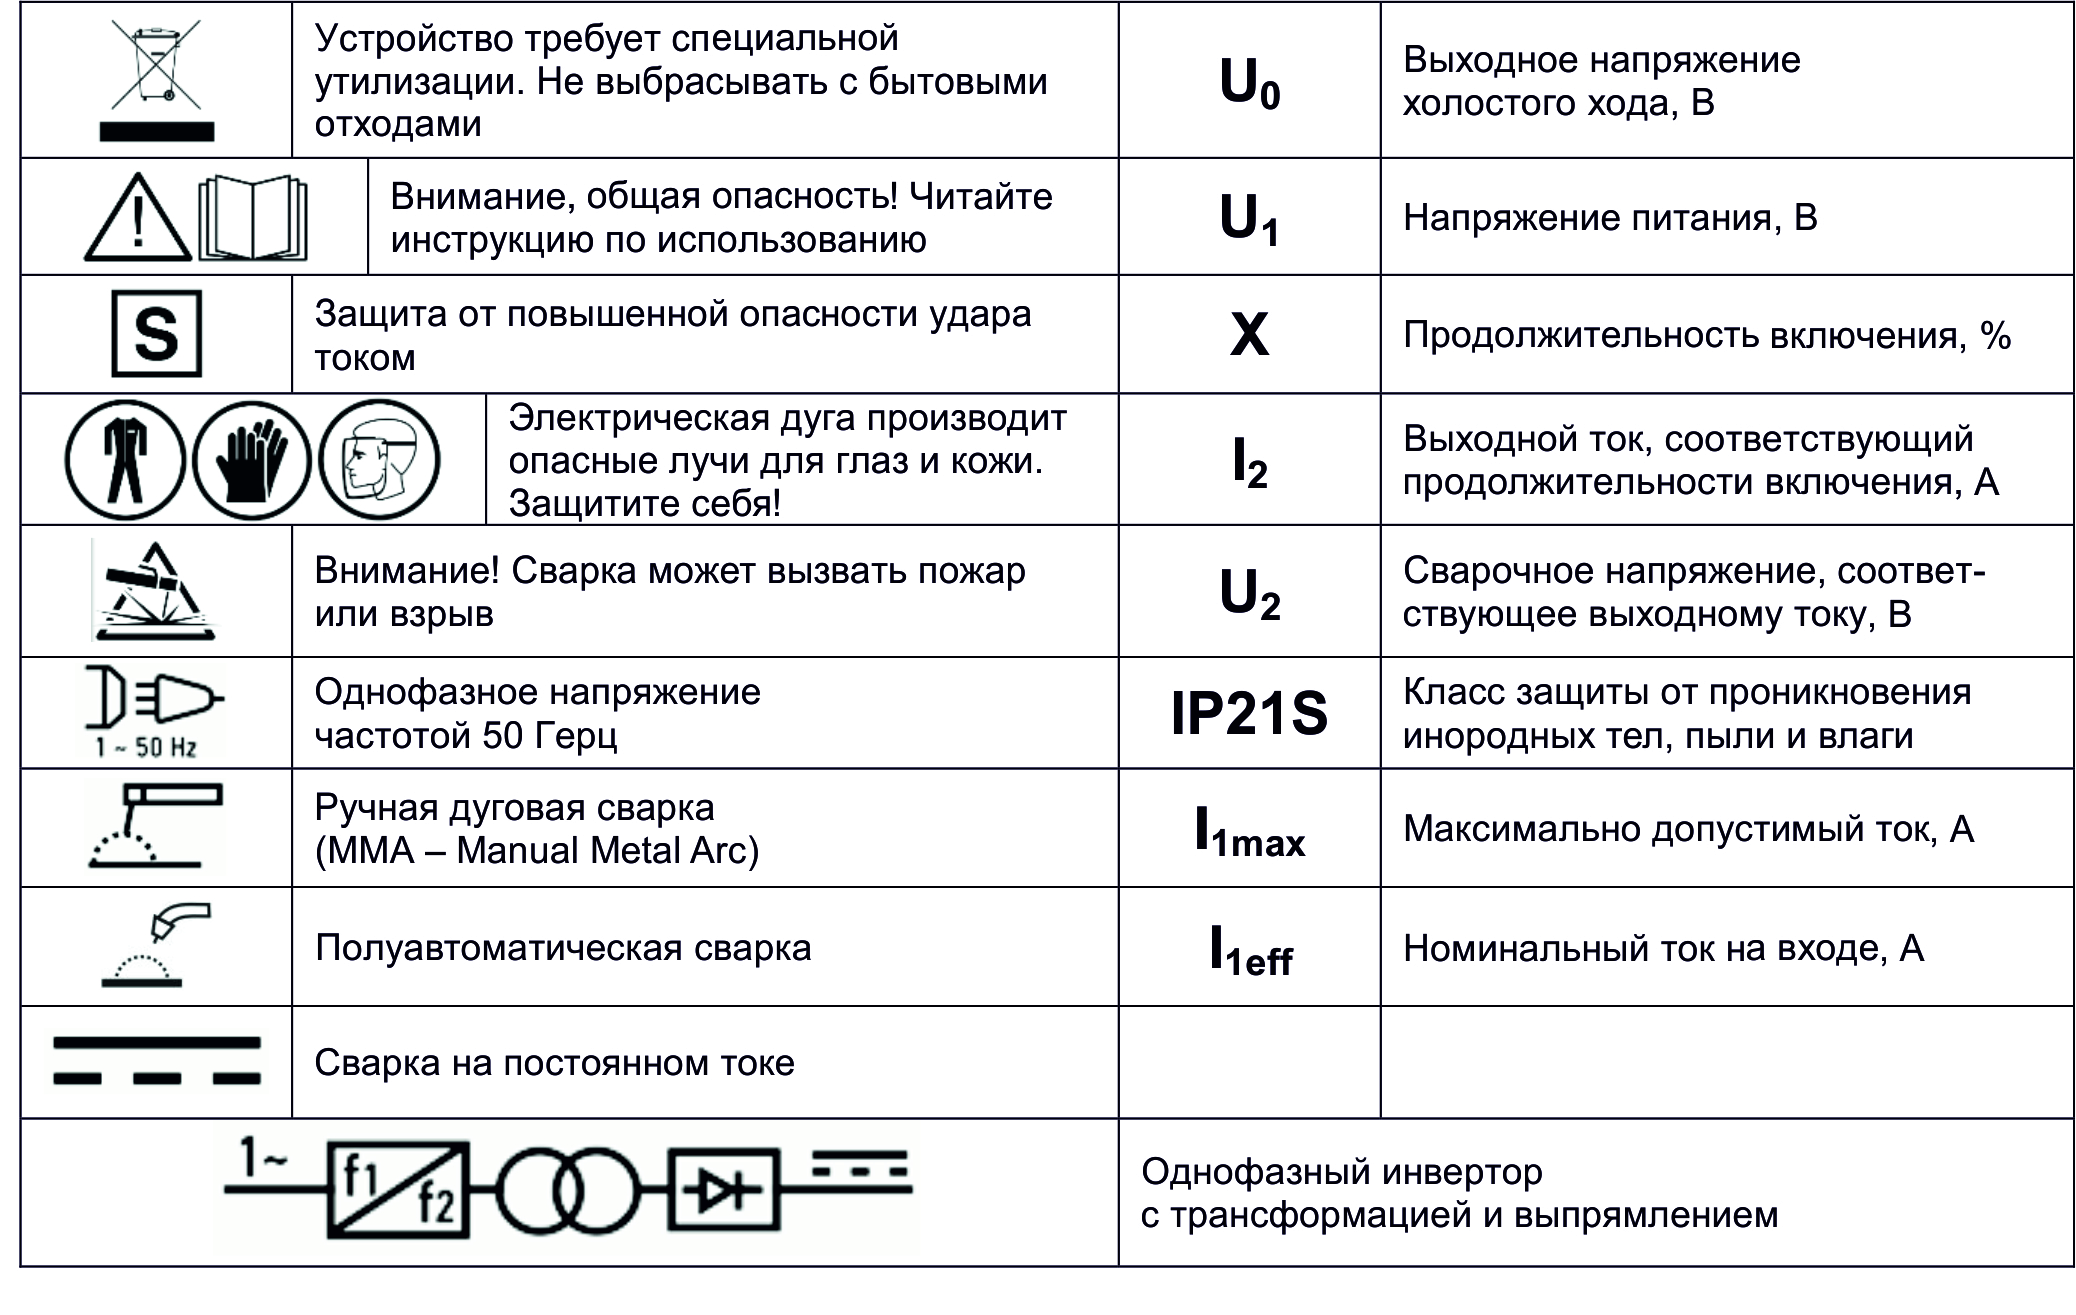 Устройство требует специальной
утилизации. Не выбрасывать с бытовыми
отходами
U0
Выходное напряжение
холостого хода, В
!
Внимание, общая опасность! Читайте
инструкцию по использованию
U1
Напряжение питания, В
S
Защита от повышенной опасности удара
током
X
Продолжительность включения, %
Электрическая дуга производит
опасные лучи для глаз и кожи.
Защитите себя!
I2
Выходной ток, соответствующий
продолжительности включения, А
Внимание! Сварка может вызвать пожар
или взрыв
U2
Сварочное напряжение, соответ-
ствующее выходному току, В
1 ~ 50 Hz
Однофазное напряжение
частотой 50 Герц
IP21S
Класс защиты от проникновения
инородных тел, пыли и влаги
Ручная дуговая сварка
(MMA – Manual Metal Arc)
I1max
Максимально допустимый ток, А
Полуавтоматическая сварка
I1eff
Номинальный ток на входе, А
Сварка на постоянном токе
1~
f1
f2
Однофазный инвертор
с трансформацией и выпрямлением